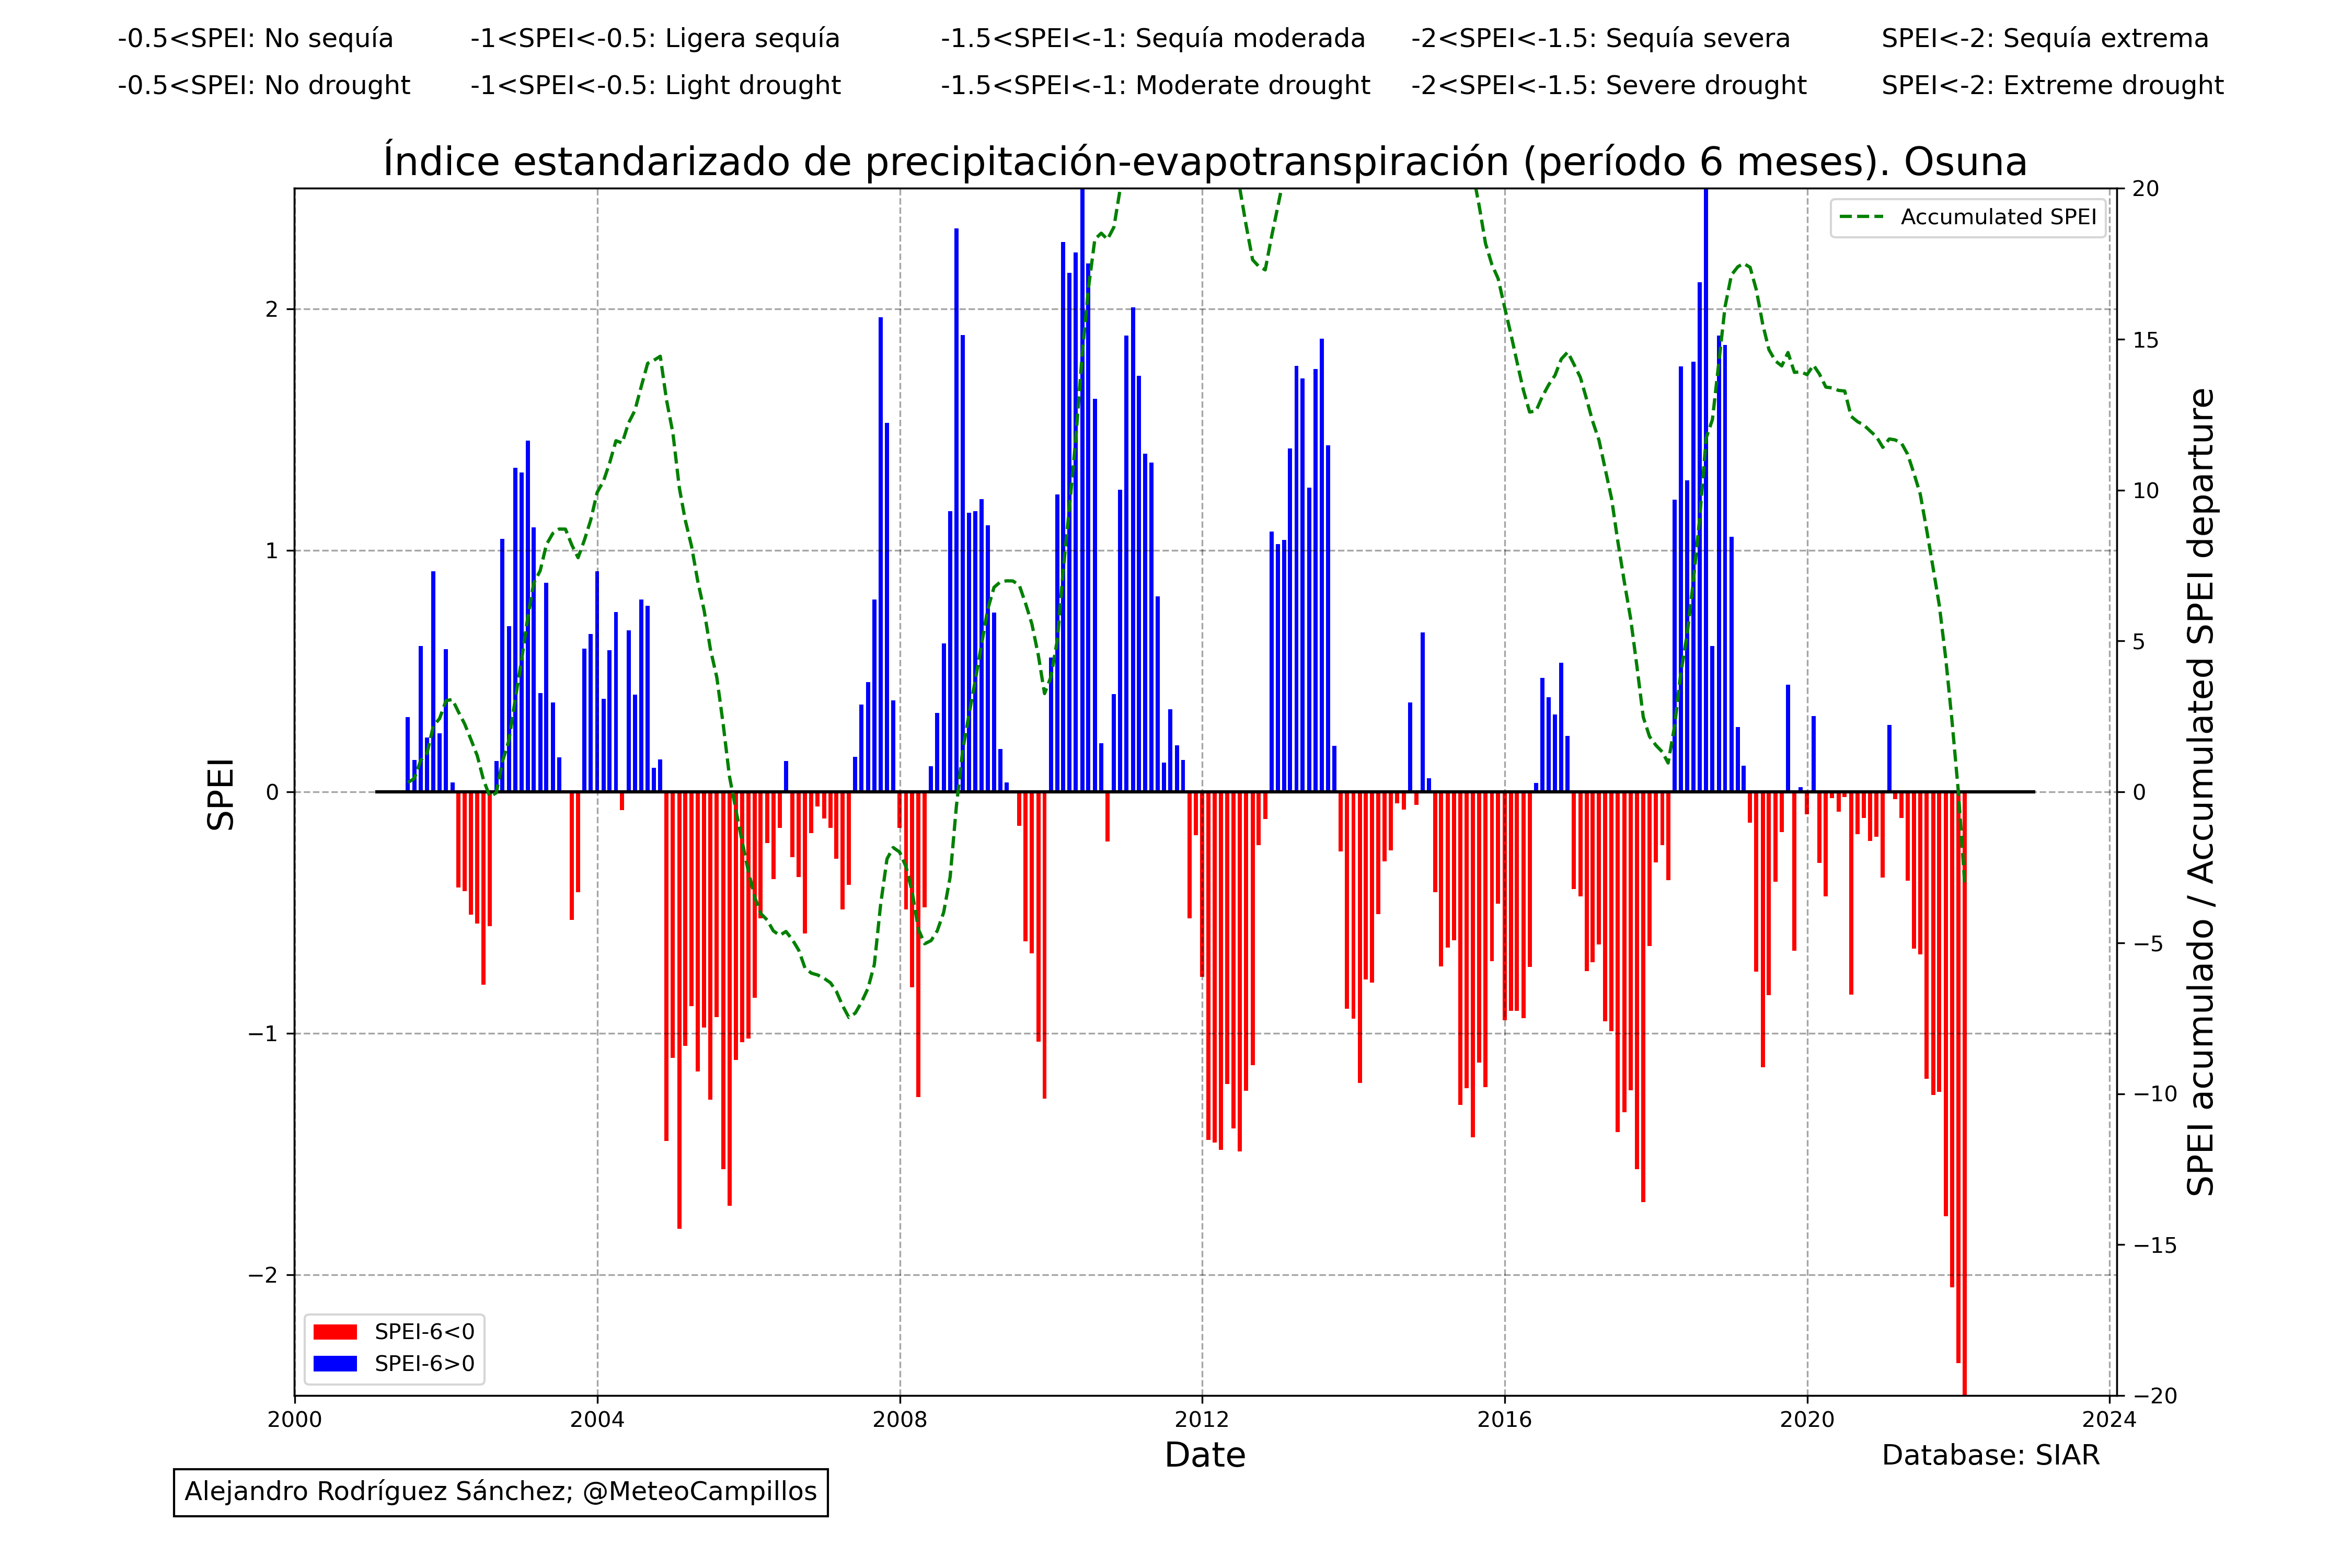 -0.5<SPEI: No sequía -1<SPEI<-0.5: Ligera sequía -1.5<SPEI<-1: Sequía moderada -2<SPEI<-1.5: Sequía severa SPEI<-2: Sequía extrema
-0.5<SPEI: No drought -1<SPEI<-0.5: Light drought -1.5<SPEI<-1: Moderate drought -2<SPEI<-1.5: Severe drought SPEI<-2: Extreme drought
Índice estandarizado de precipitación-evapotranspiración (período 6 meses). Osuna
Accumulated SPEI
SPEI
2
1
0
−1
−2
20
15
10
5
0
−5
−10
−15
−20
SPEI acumulado / Accumulated SPEI departure
SPEI-6<0
SPEI-6>0
2000 2004 2008 2012 2016 2020 2024
Date
Database: SIAR
Alejandro Rodríguez Sánchez; @MeteoCampillos